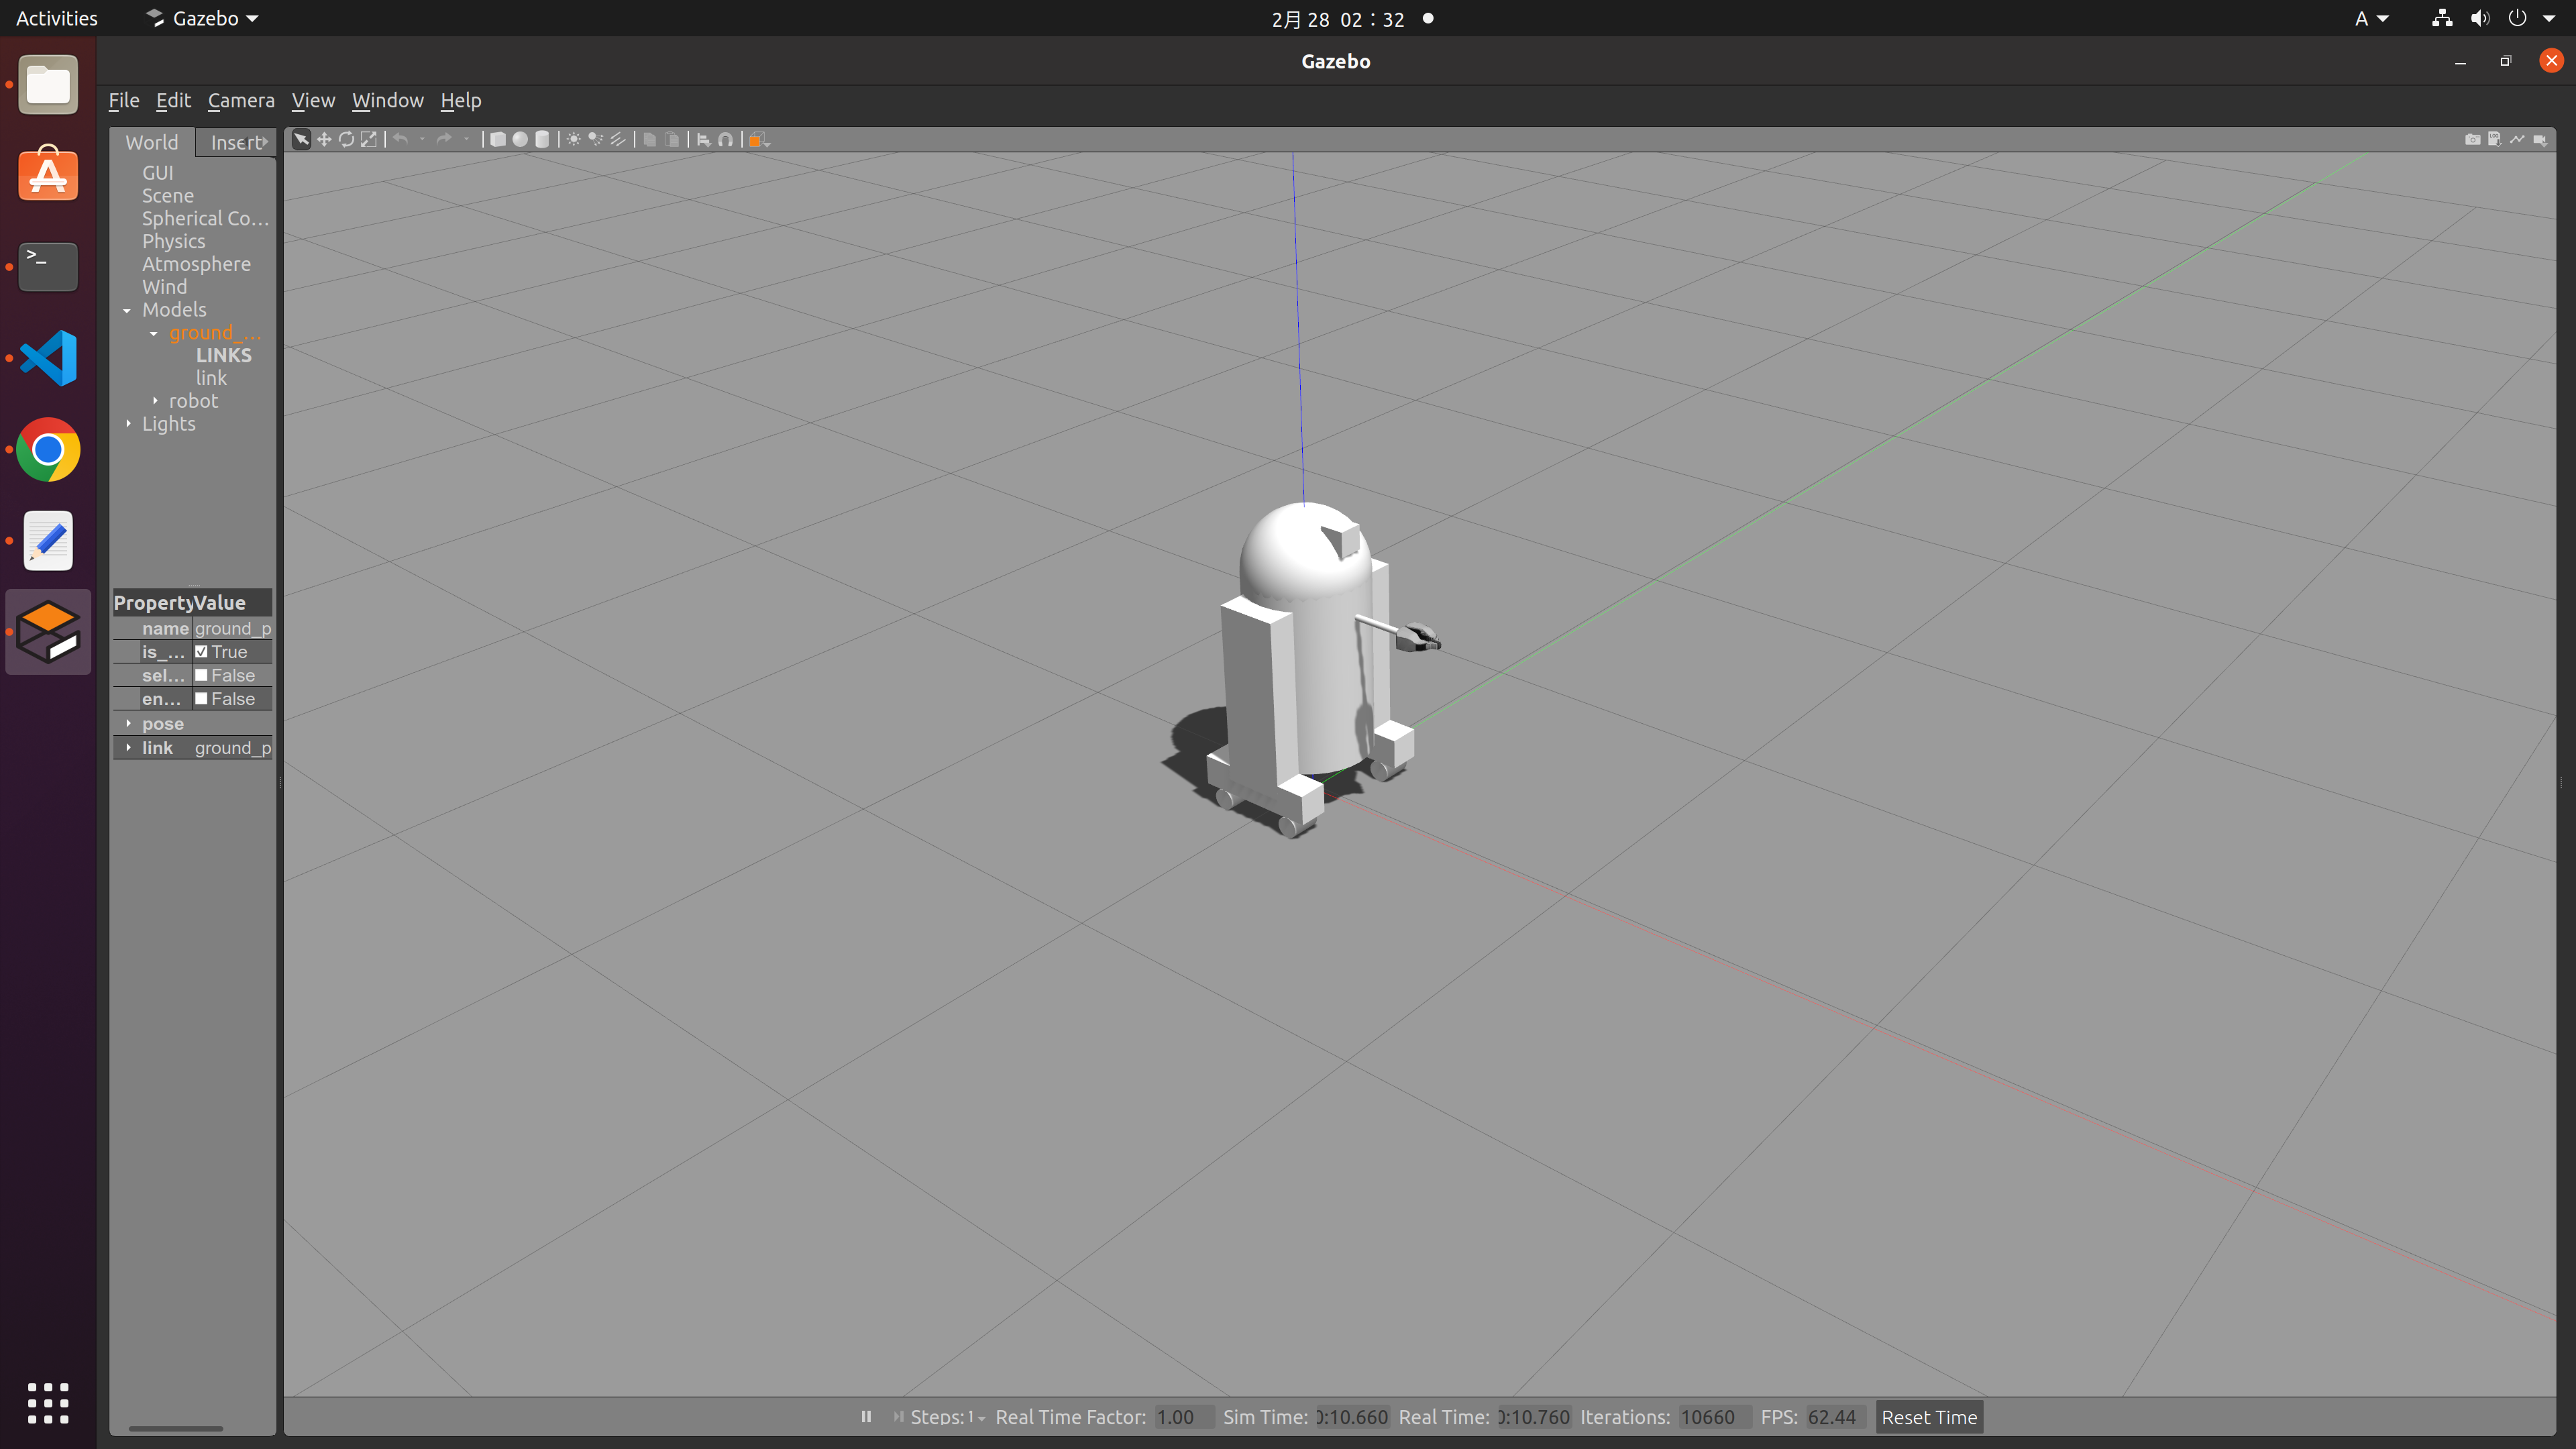 Activities
Gazebo
2月 28 02：32
A
Gazebo
File Edit Camera View Window Help
World Insert
GUI
Scene
Spherical Co...
Physics
Atmosphere
Wind
Models
ground_...
LINKS
link
robot
Lights
Property Value
name ground_p
is_... True
sel... False
en... False
pose
link ground_p
Steps: 1 Real Time Factor: 1.00 Sim Time: 0:10.660 Real Time: 0:10.760 Iterations: 10660 FPS: 62.44 Reset Time